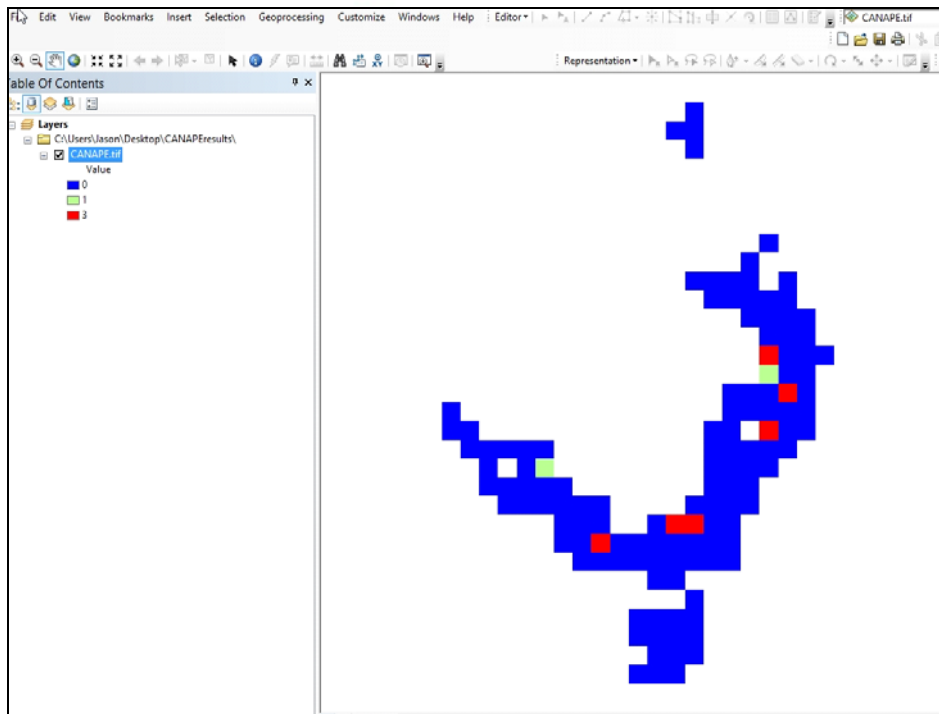 Edit View Bookmarks Insert Selection Geoprocessing Customize Windows Help Editor CANAPE.tif
Representation
Table Of Contents
Layers
C:\Users\Jason\Desktop\CANAPEresults\
CANAPE.tif
Value
0
1
3